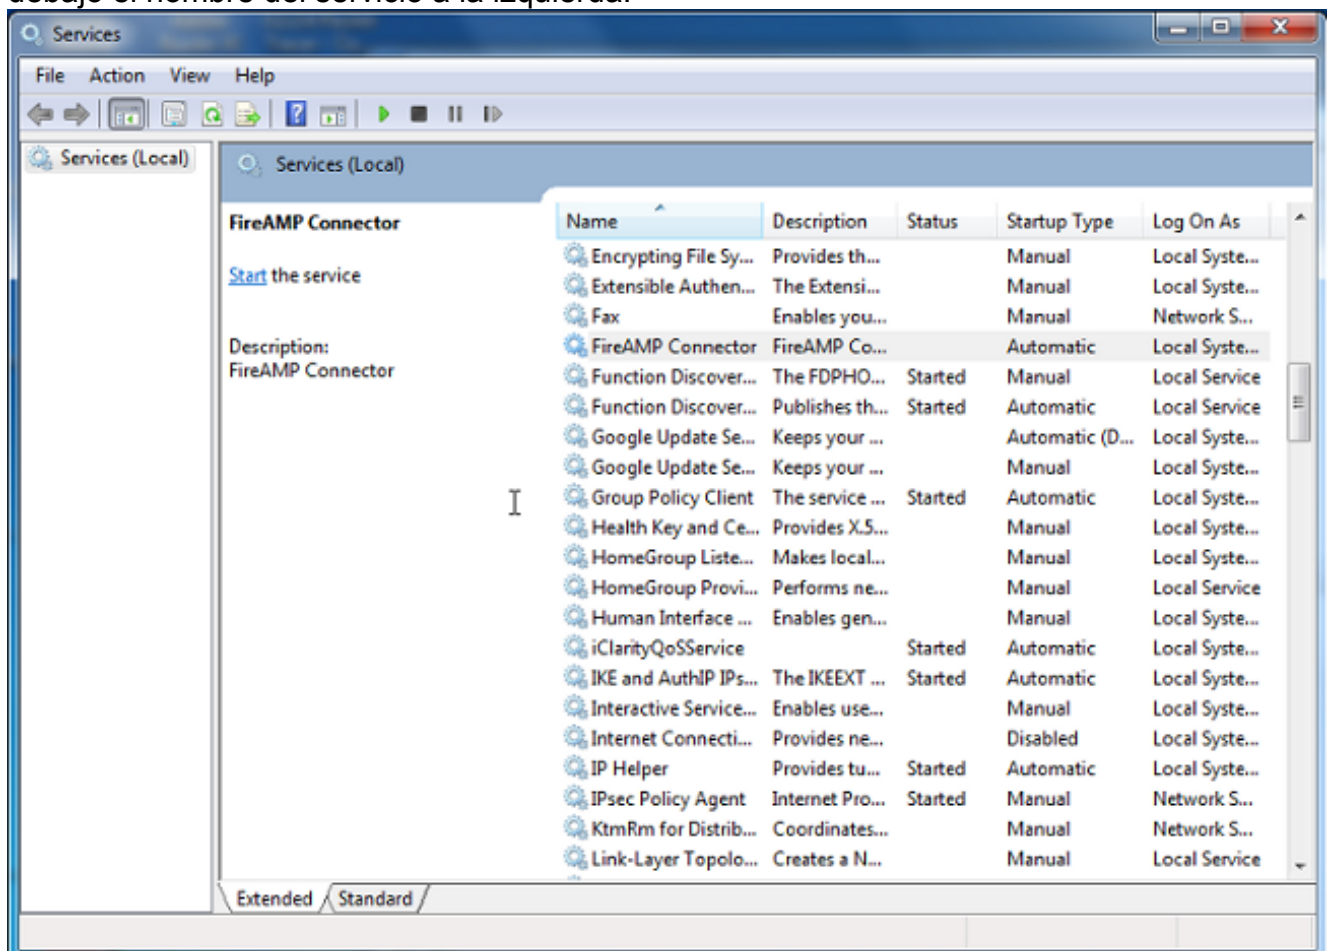 debajo el nombre del servicio a la izquierda.
Services
File Action View Help
Services (Local)
Services (Local)
FireAMP Connector
Start the service
Description:
FireAMP Connector
Name Description Status Startup Type Log On As
Encrypting File Sy... Provides th... Manual Local Syste...
Extensible Authen... The Extensi... Manual Local Syste...
Fax Enables you... Manual Network S...
FireAMP Connector FireAMP Co... Automatic Local Syste...
Function Discover... The FDPHO... Started Manual Local Service
Function Discover... Publishes th... Started Automatic Local Service
Google Update Se... Keeps your ... Automatic (D... Local Syste...
Google Update Se... Keeps your ... Manual Local Syste...
Group Policy Client The service ... Started Automatic Local Syste...
Health Key and Ce... Provides X.5... Manual Local Syste...
HomeGroup Liste... Makes local... Manual Local Syste...
HomeGroup Provi... Performs ne... Manual Local Service
Human Interface ... Enables gen... Manual Local Syste...
iClarityQoSService Started Automatic Local Syste...
IKE and AuthIP IPs... The IKEEXT ... Started Automatic Local Syste...
Interactive Service... Enables use... Manual Local Syste...
Internet Connecti... Provides ne... Disabled Local Syste...
IP Helper Provides tu... Started Automatic Local Syste...
IPsec Policy Agent Internet Pro... Started Manual Network S...
KtmRm for Distrib... Coordinates... Manual Network S...
Link-Layer Topolo... Creates a N... Manual Local Service
Extended Standard